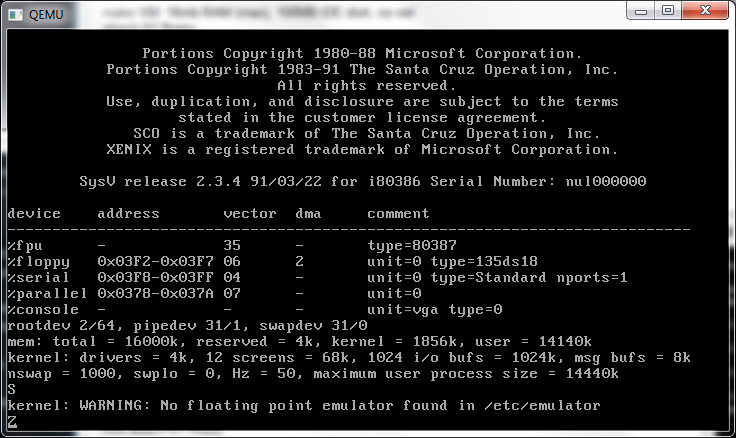 QEMU
Portions Copyright 1980-88 Microsoft Corporation.
Portions Copyright 1983-91 The Santa Cruz Operation, Inc.
All rights reserved.
Use, duplication, and disclosure are subject to the terms
stated in the customer license agreement.
SCO is a trademark of The Santa Cruz Operation, Inc.
XENIX is a registered trademark of Microsoft Corporation.
SysV release 2.3.4 91/03/22 for i80386 Serial Number: nul000000
device address vector dma comment
--------------------------------------------------------------------------------
%fpu - 35 - type=80387
%floppy 0x03F2-0x03F7 06 2 unit=0 type=135ds18
%serial 0x03F8-0x03FF 04 - unit=0 type=Standard nports=1
%parallel 0x0378-0x037A 07 - unit=0
%console - - - unit=vga type=0
rootdev 2/64, pipedev 31/1, swapdev 31/0
mem: total = 16000k, reserved = 4k, kernel = 1856k, user = 14140k
kernel: drivers = 4k, 12 screens = 68k, 1024 i/o bufs = 1024k, msg bufs = 8k
nswap = 1000, swplo = 0, Hz = 50, maximum user process size = 14440k
S
kernel: WARNING: No floating point emulator found in /etc/emulator
Z